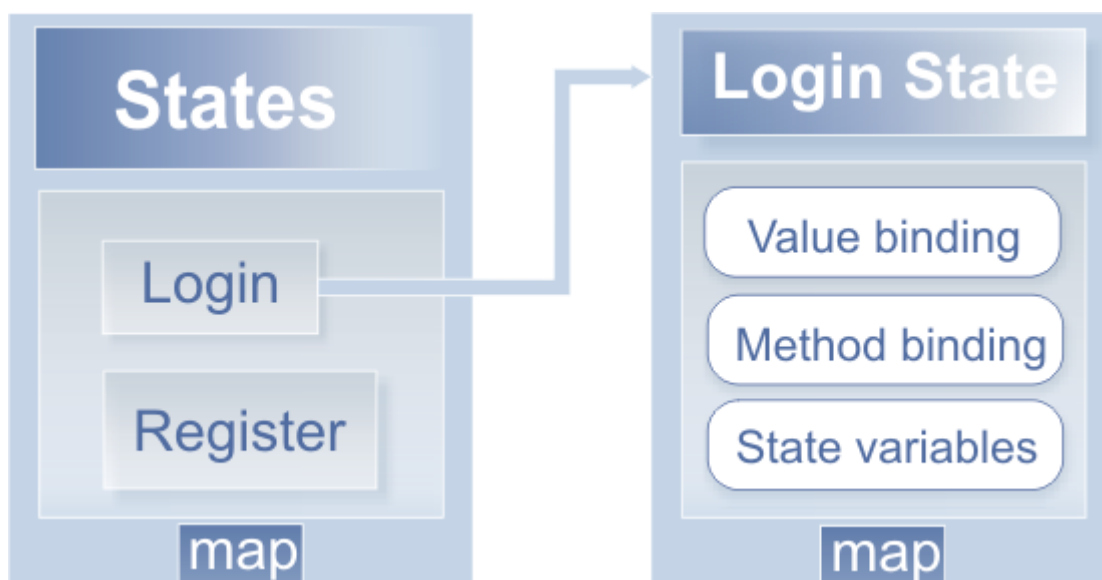 States
Login
Register
map
Login State
Value binding
Method binding
State variables
map